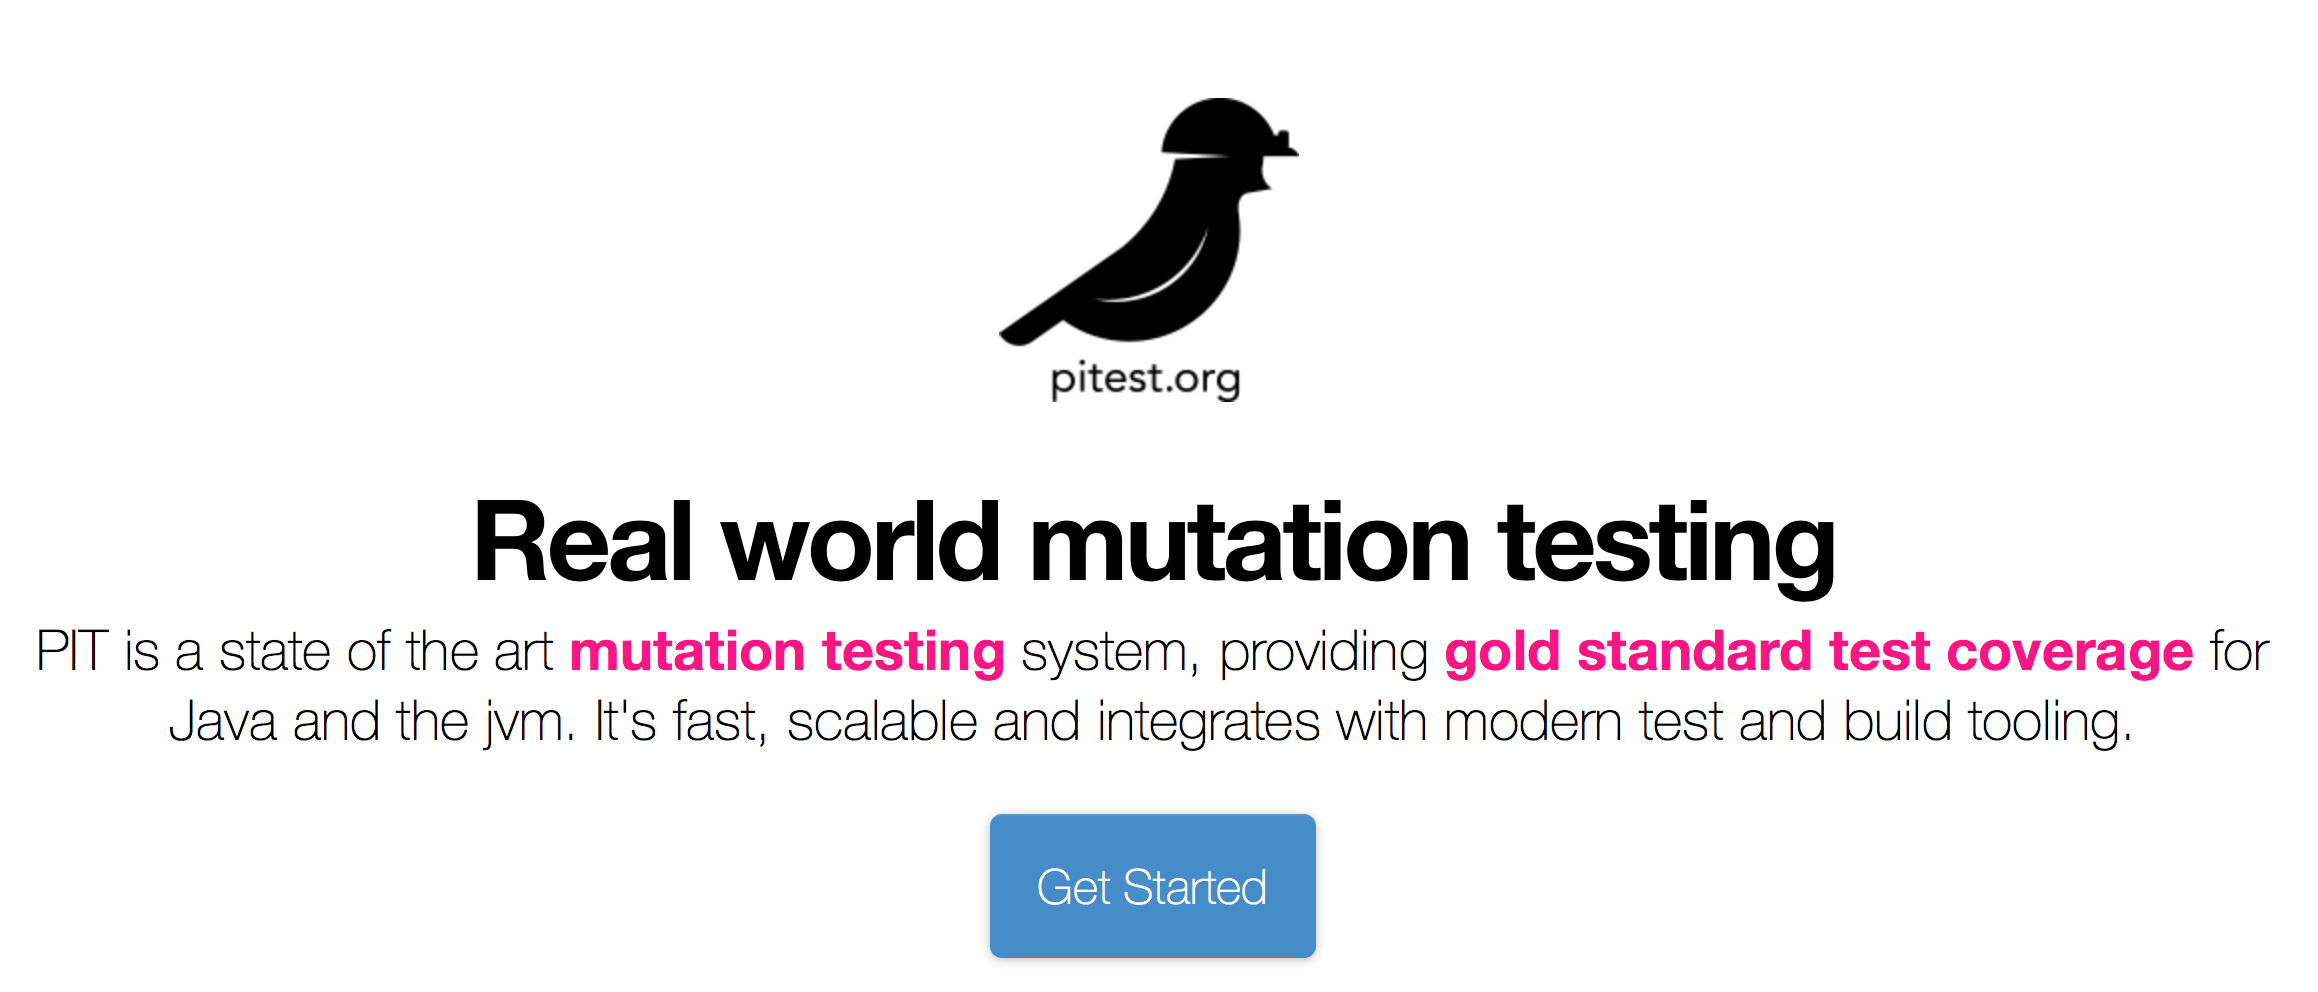 pitest.org
Real world mutation testing
PIT is a state of the art mutation testing system, providing gold standard test coverage for
Java and the jvm. It's fast, scalable and integrates with modern test and build tooling.
Get Started